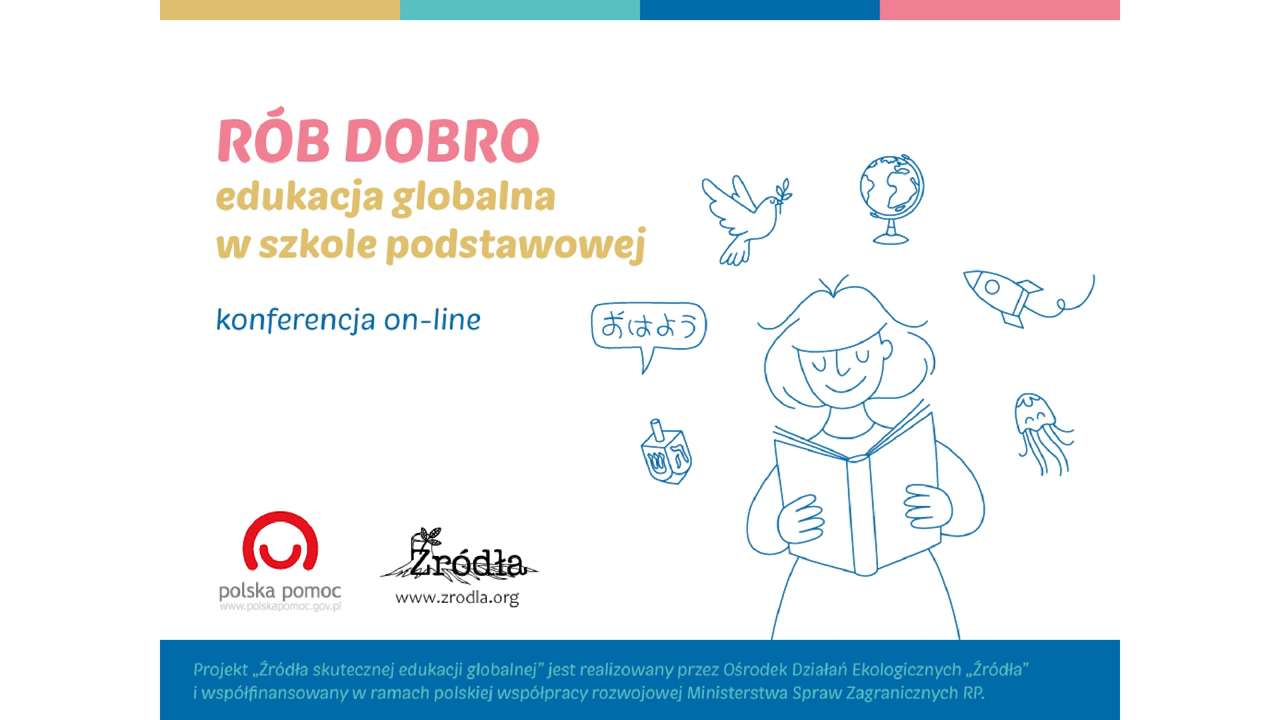 RÓB DOBRO
edukacja globalna
w szkole podstawowej
konferencja on-line
おはよう
ש ה
polska pomoc
www.polskapomoc.gov.pl
Źródła
www.zrodla.org
Projekt „Źródła skutecznej edukacji globalnej” jest realizowany przez Ośrodek Działań Ekologicznych „Źródła”
i współfinansowany w ramach polskiej współpracy rozwojowej Ministerstwa Spraw Zagranicznych RP.